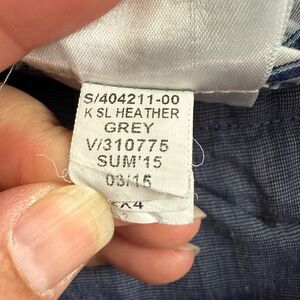 S/404211-00
K SL HEATHER
GREY
V/310775
SUM'15
03/15